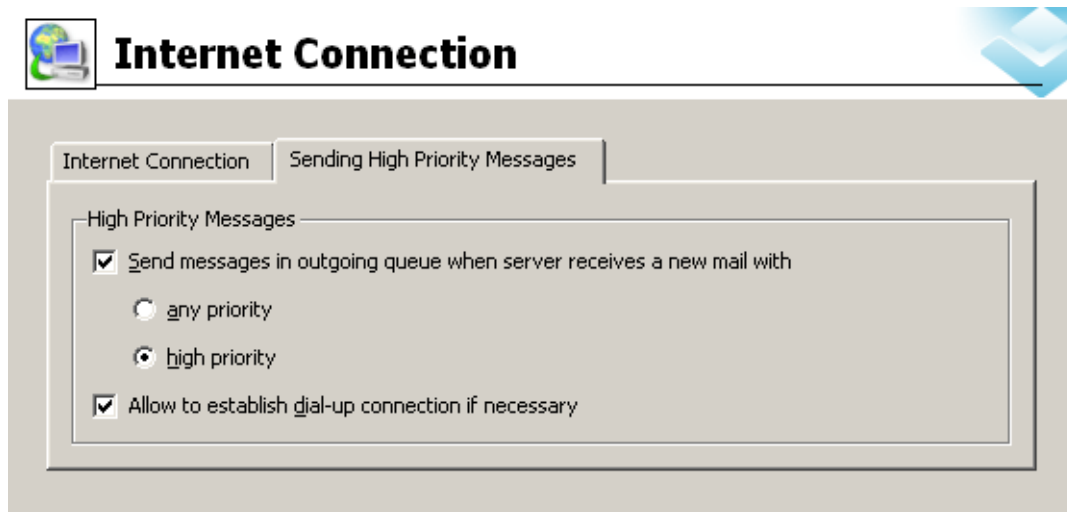 Internet Connection
Internet Connection
Sending High Priority Messages
High Priority Messages
Send messages in outgoing queue when server receives a new mail with
any priority
high priority
Allow to establish dial-up connection if necessary